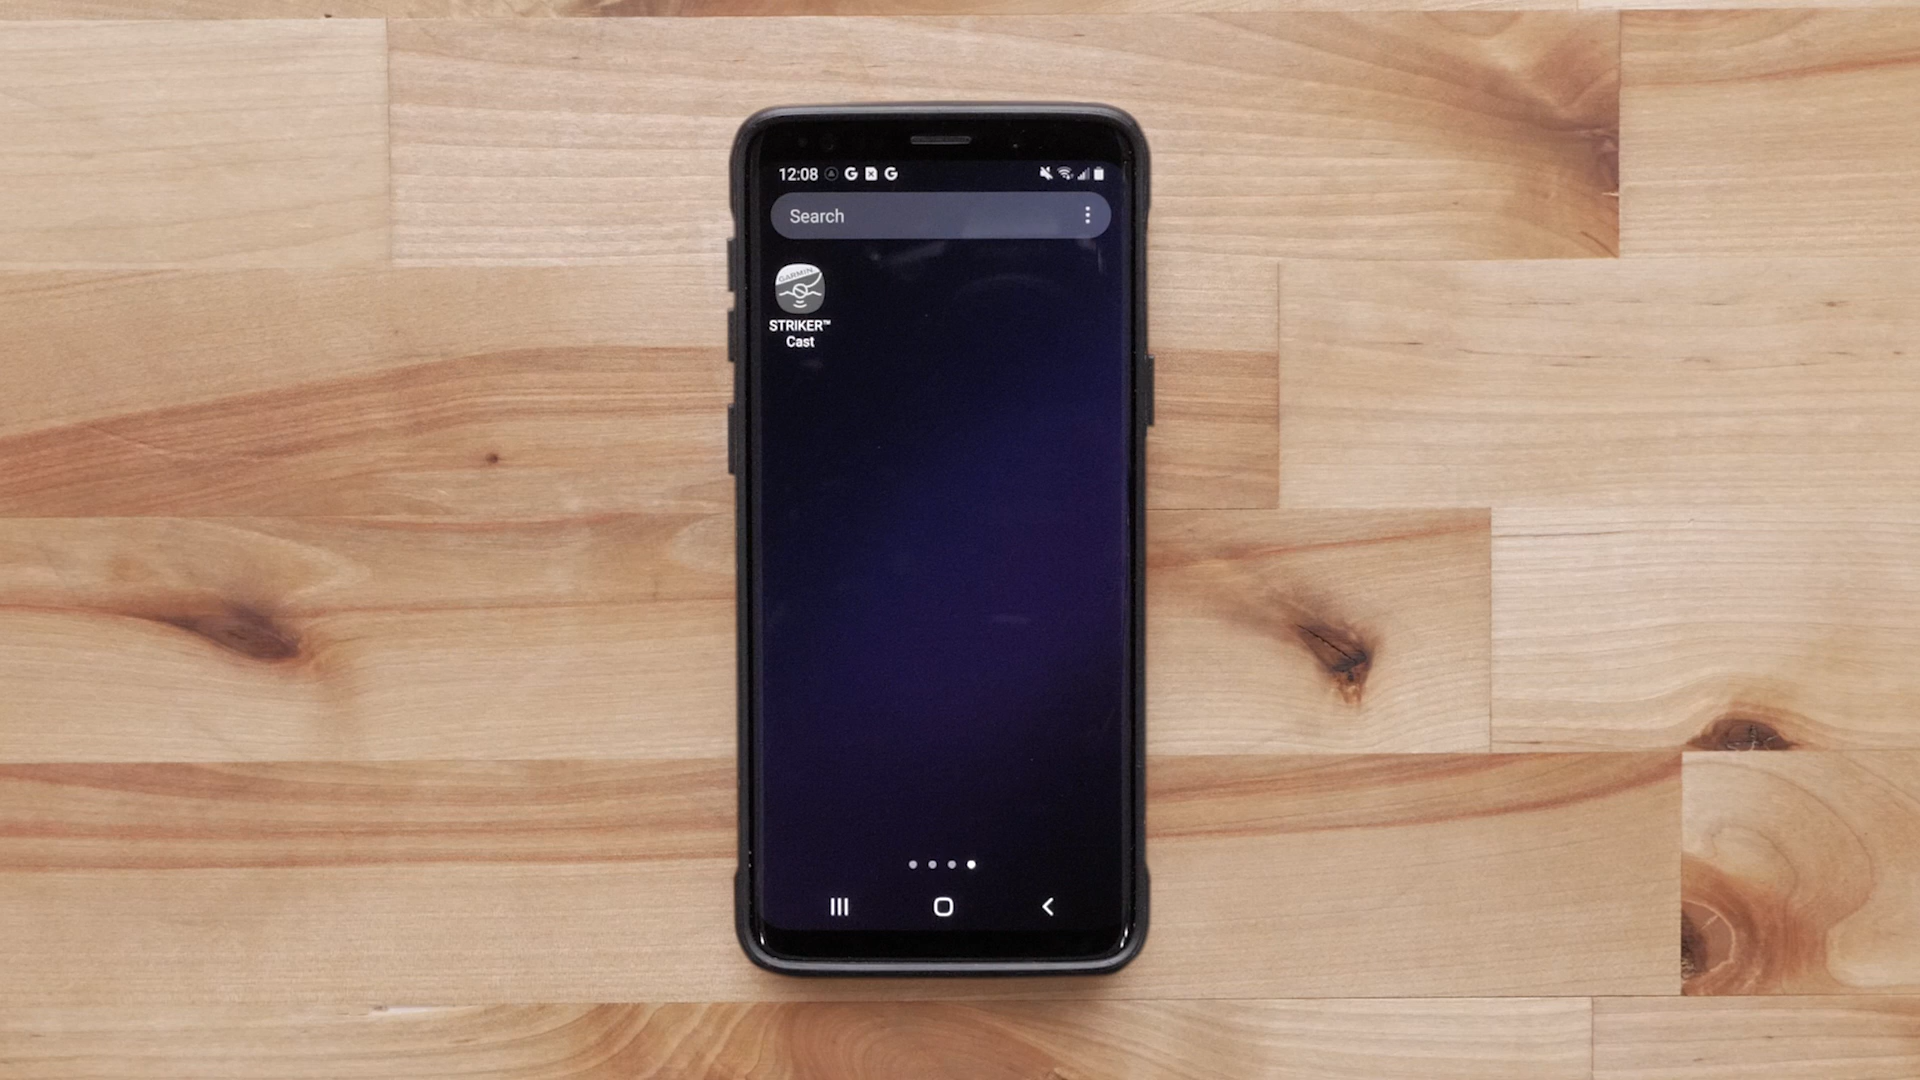 12:08 G G
Search
GARMIN
STRIKER™
Cast